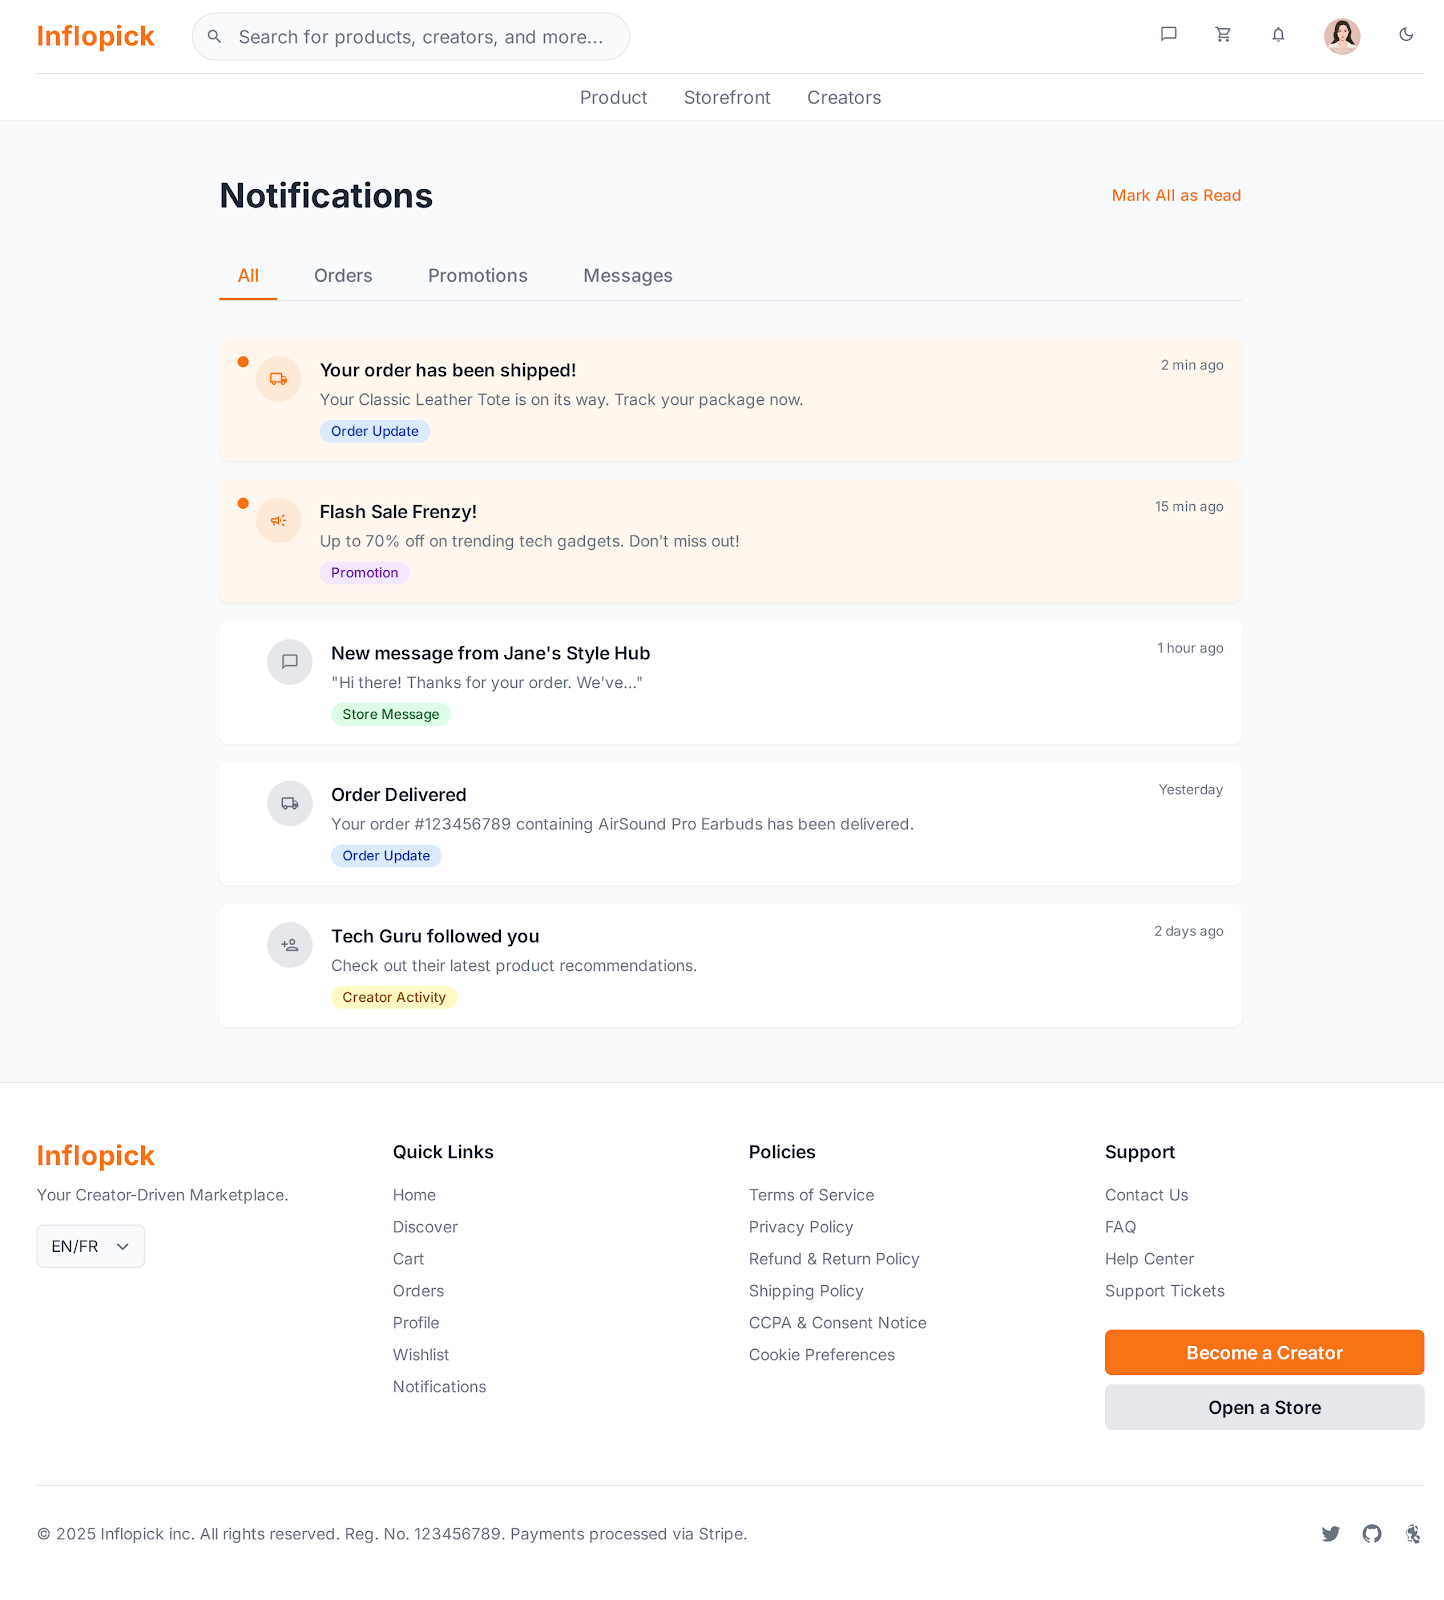 Inflopick
Search for products, creators, and more...
Product Storefront Creators
Notifications
Mark All as Read
All Orders Promotions Messages
Your order has been shipped!
2 min ago
Your Classic Leather Tote is on its way. Track your package now.
Order Update
Flash Sale Frenzy!
15 min ago
Up to 70% off on trending tech gadgets. Don't miss out!
Promotion
New message from Jane's Style Hub
1 hour ago
"Hi there! Thanks for your order. We've..."
Store Message
Order Delivered
Yesterday
Your order #123456789 containing AirSound Pro Earbuds has been delivered.
Order Update
Tech Guru followed you
2 days ago
Check out their latest product recommendations.
Creator Activity
Inflopick
Your Creator-Driven Marketplace.
EN/FR
Quick Links
Home
Discover
Cart
Orders
Profile
Wishlist
Notifications
Policies
Terms of Service
Privacy Policy
Refund & Return Policy
Shipping Policy
CCPA & Consent Notice
Cookie Preferences
Support
Contact Us
FAQ
Help Center
Support Tickets
Become a Creator
Open a Store
© 2025 Inflopick inc. All rights reserved. Reg. No. 123456789. Payments processed via Stripe.